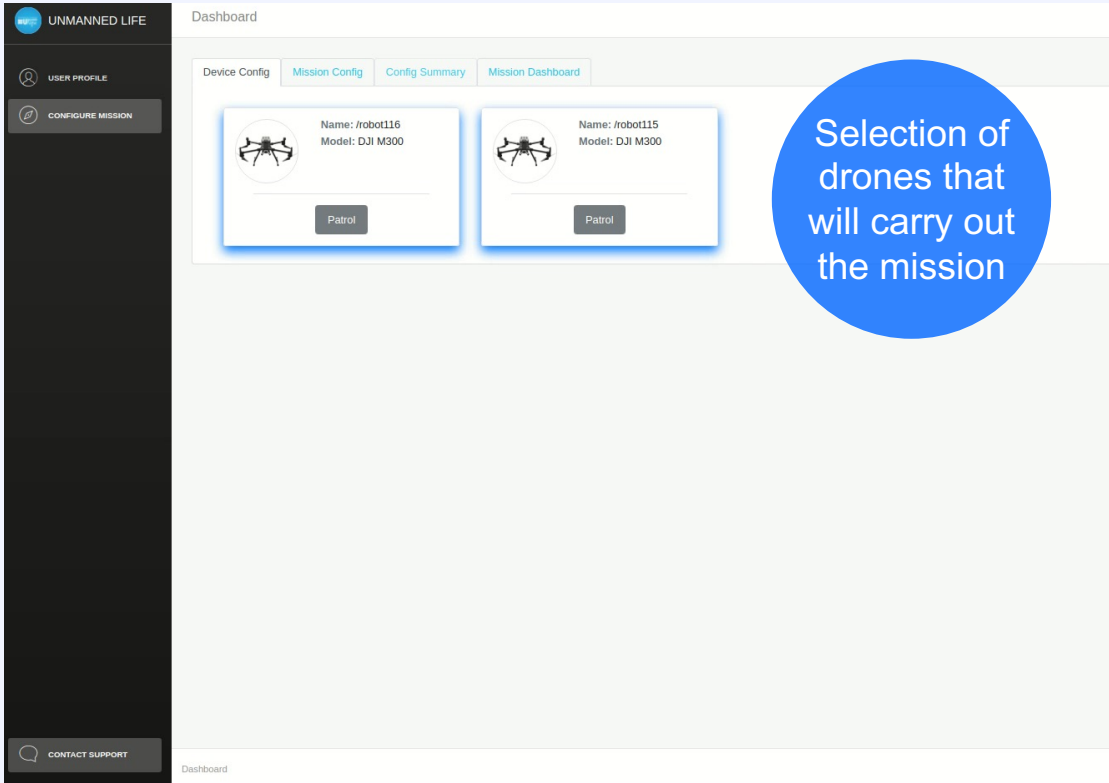 UNMANNED LIFE
Dashboard
USER PROFILE
CONFIGURE MISSION
Device Config
Mission Config
Config Summary
Mission Dashboard
Name: /robot116
Model: DJI M300
Patrol
Name: /robot115
Model: DJI M300
Patrol
Selection of
drones that
will carry out
the mission
CONTACT SUPPORT
Dashboard